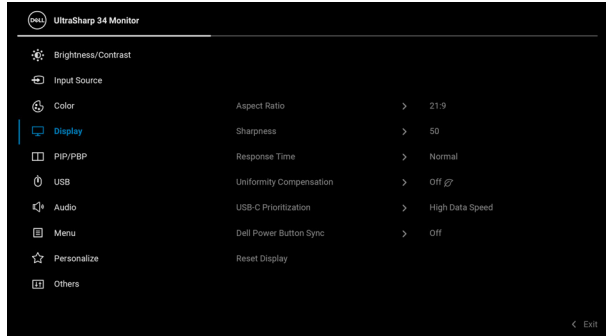 DELL UltraSharp 34 Monitor
Brightness/Contrast
Input Source
Color Aspect Ratio > 21:9
Display Sharpness > 50
PIP/PBP Response Time > Normal
USB Uniformity Compensation > Off
Audio USB-C Prioritization > High Data Speed
Menu Dell Power Button Sync > Off
Personalize Reset Display
Others
< Exit